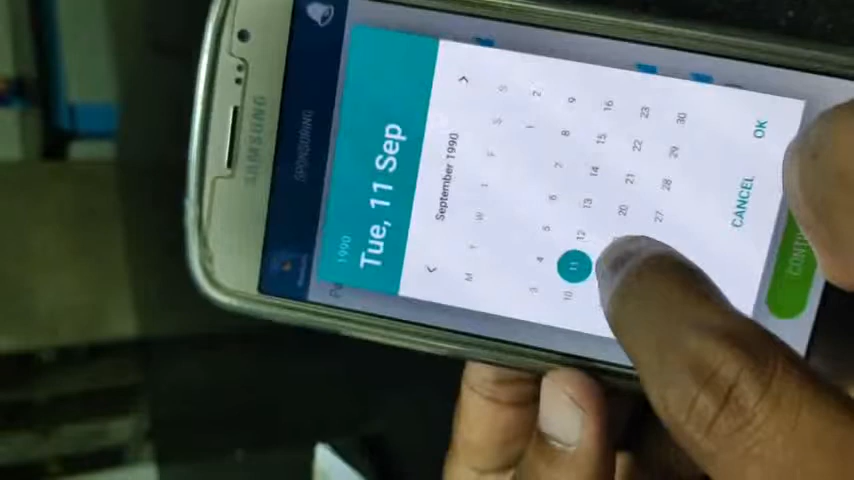 SAMSUNG
SPONSORING
1990
Tue, 11 Sep
< September 1990 >
M T W T F S S
1 2
3 4 5 6 7 8 9
10 11 12 13 14 15 16
20 21 22 23
27 28 29 30
CANCEL OK